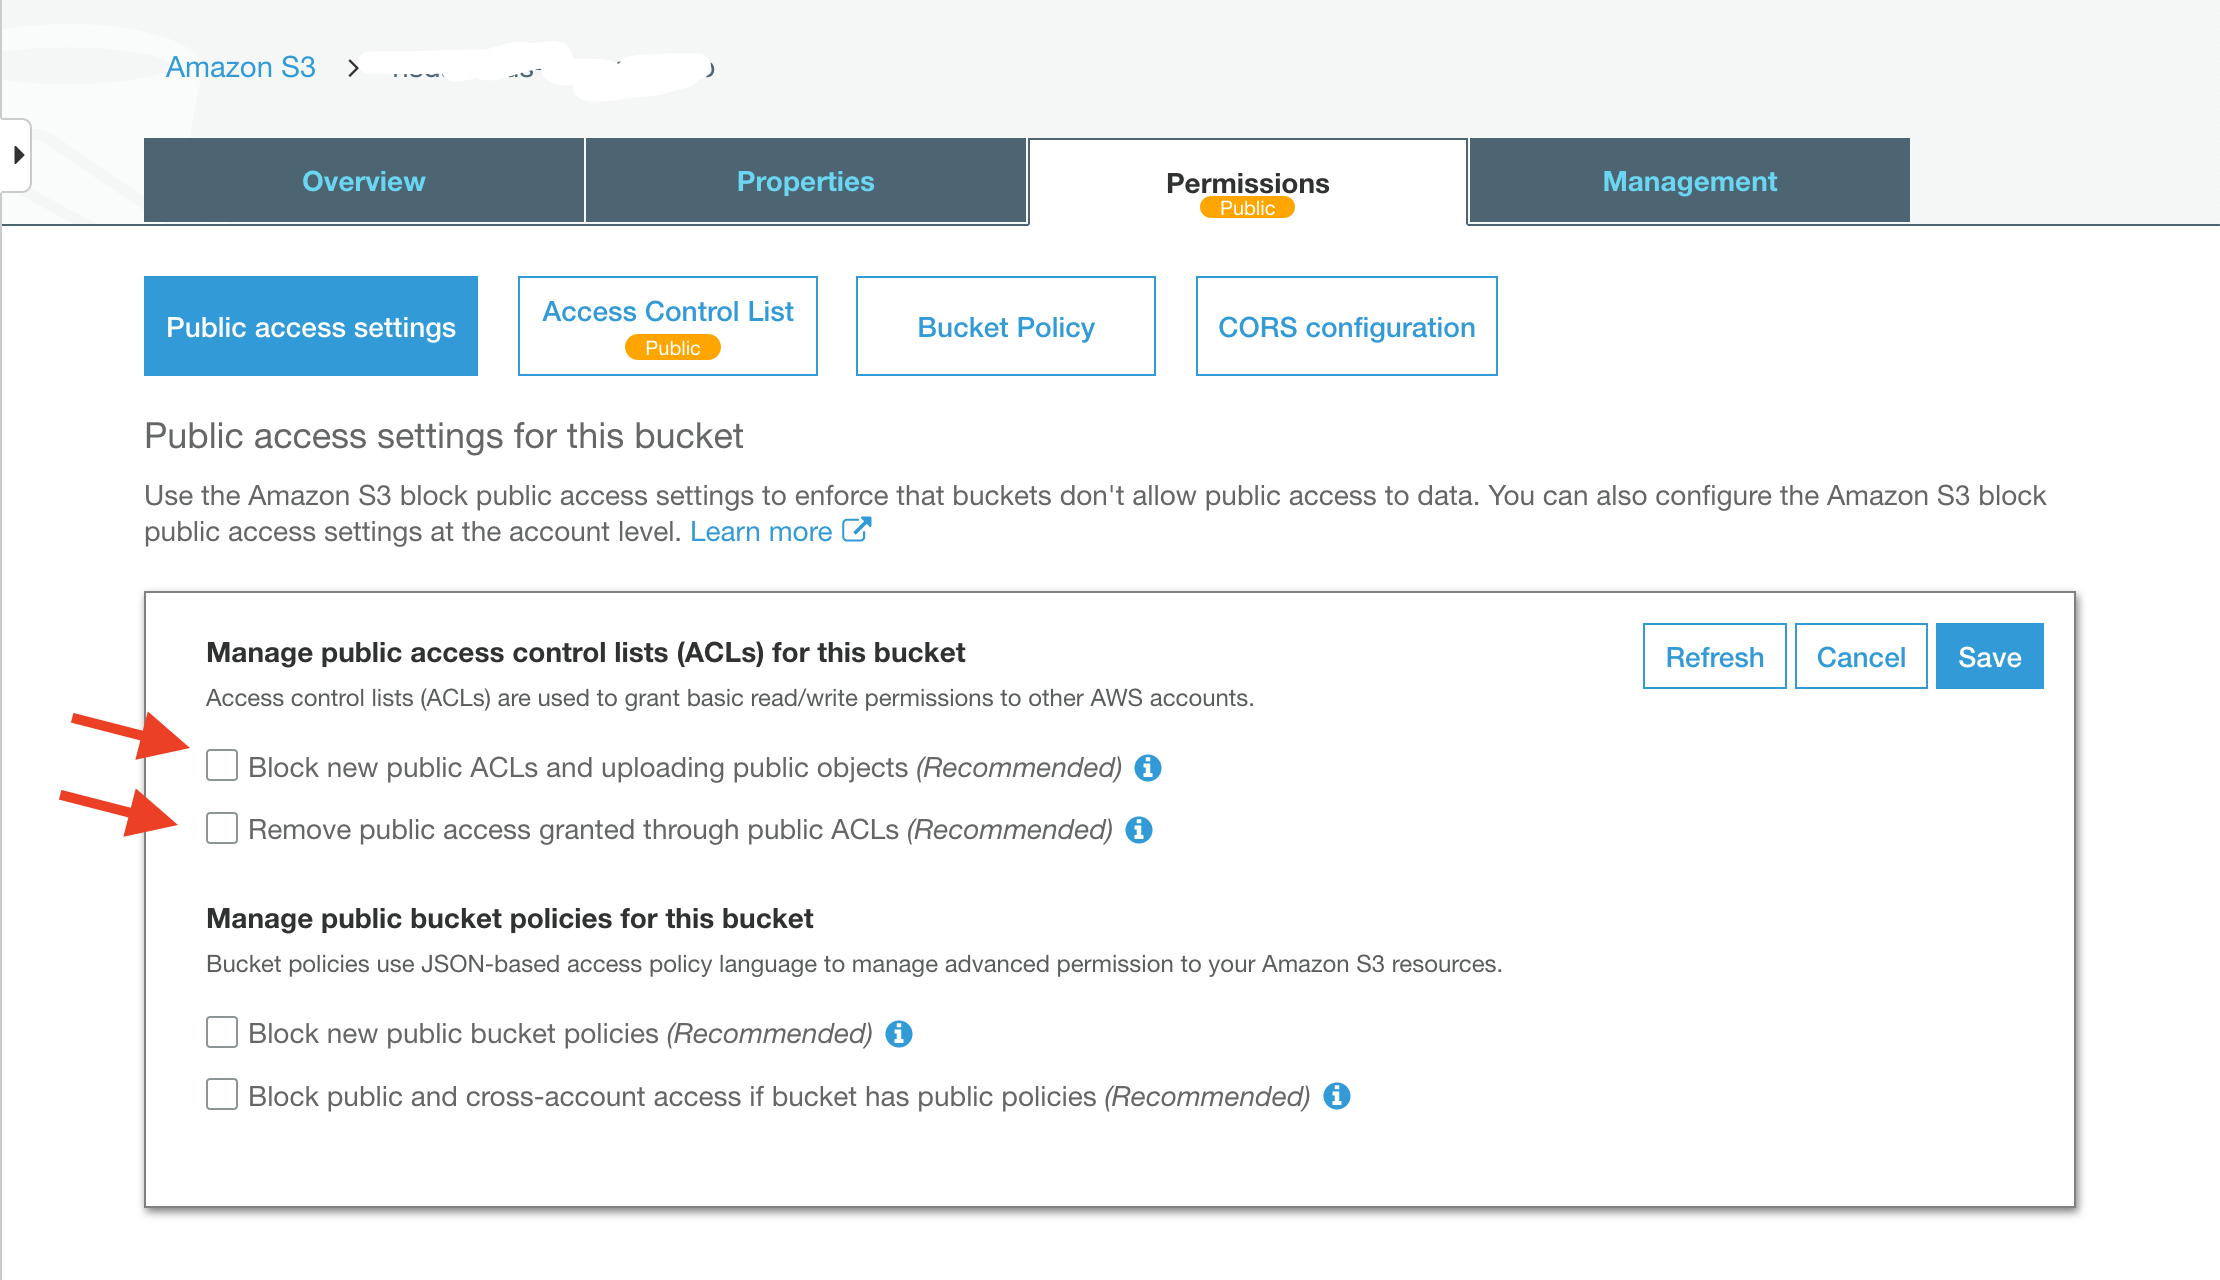 Amazon S3 >
Overview
Properties
Permissions
Public
Management
Public access settings
Access Control List
Public
Bucket Policy
CORS configuration
Public access settings for this bucket
Use the Amazon S3 block public access settings to enforce that buckets don't allow public access to data. You can also configure the Amazon S3 block
public access settings at the account level. Learn more
Manage public access control lists (ACLs) for this bucket
Refresh
Cancel
Save
Access control lists (ACLs) are used to grant basic read/write permissions to other AWS accounts.
Block new public ACLs and uploading public objects (Recommended)
Remove public access granted through public ACLs (Recommended)
Manage public bucket policies for this bucket
Bucket policies use JSON-based access policy language to manage advanced permission to your Amazon S3 resources.
Block new public bucket policies (Recommended)
Block public and cross-account access if bucket has public policies (Recommended)